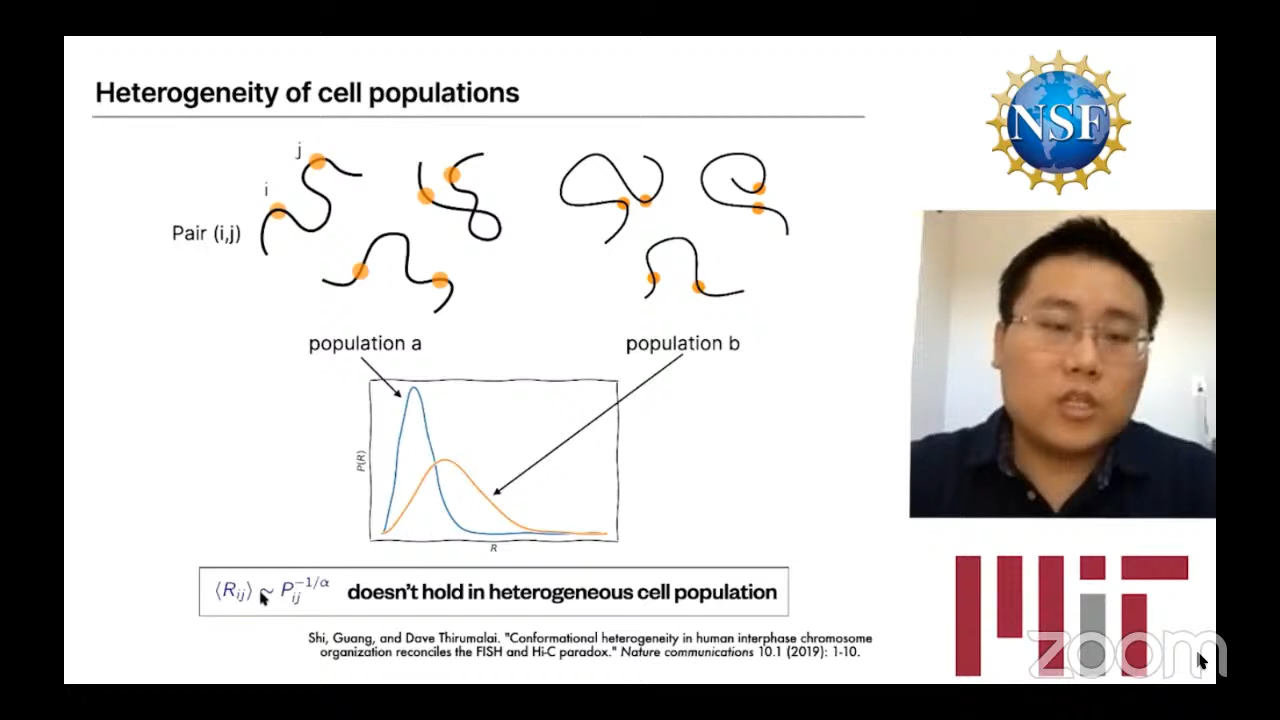 Heterogeneity of cell populations
NSF
j
i
Pair (i,j)
population a
population b
P(R)
R
⟨R_ij⟩ ~ P_ij^{-1/α} doesn't hold in heterogeneous cell population
Shi, Guang, and Dave Thirumalai. "Conformational heterogeneity in human interphase chromosome
organization reconciles the FISH and Hi-C paradox." Nature communications 10.1 (2019): 1-10.
MIT
zoom